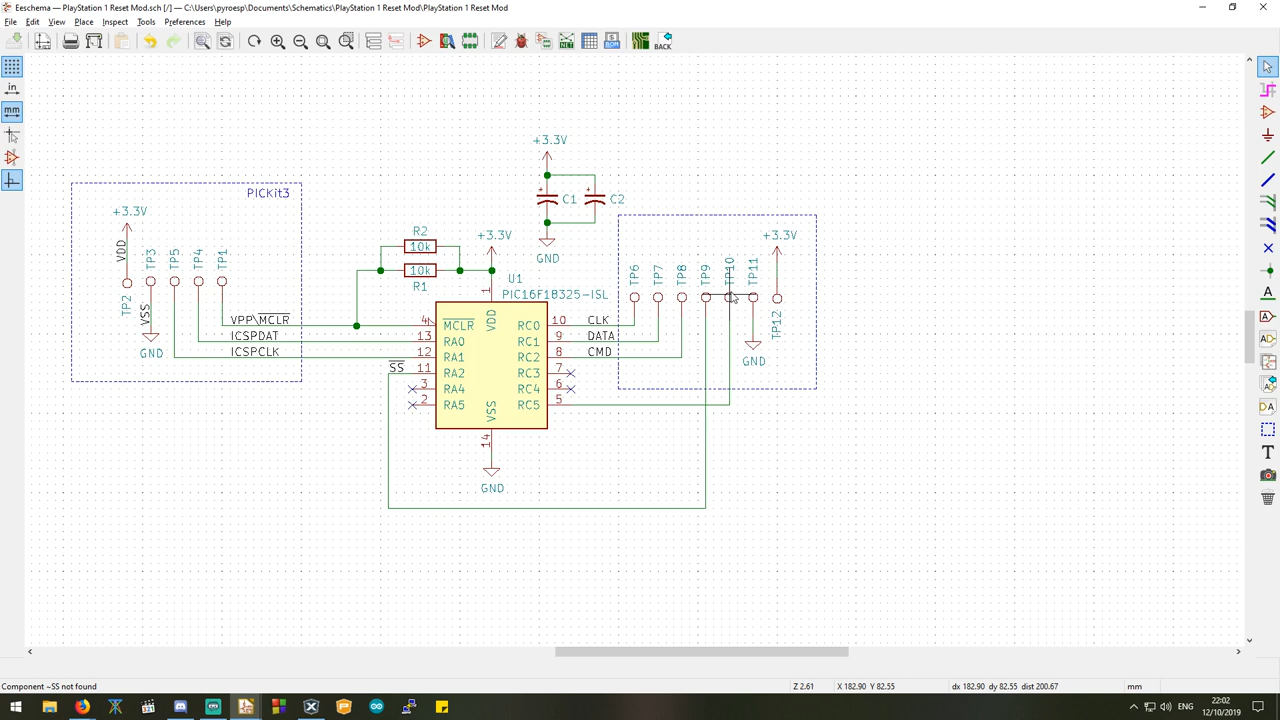 Eeschema — PlayStation 1 Reset Mod.sch [/] — C:\Users\pyroesp\Documents\Schematics\PlayStation 1 Reset Mod\PlayStation 1 Reset Mod
File Edit View Place Inspect Tools Preferences Help
BOM
NET
BACK
in
mm
+3.3V
C1
C2
GND
PICKit3
+3.3V
VDD
TP2
TP3
TP5
TP4
TP1
VSS
GND
VPP\MCLR
ICSPDAT
ICSPCLK
R2
10k
10k
R1
+3.3V
U1
PIC16F18325-ISL
1
VDD
4 MCLR RC0 10 CLK
13 RA0 RC1 9 DATA
12 RA1 RC2 8 CMD
SS 11 RA2 RC3 7
3 RA4 RC4 6
2 RA5 RC5 5
VSS
14
GND
TP6
TP7
TP8
TP9
TP10
TP11
+3.3V
TP12
GND
Component ~SS not found
Z 2.61
X 182.90 Y 82.55
dx 182.90 dy 82.55 dist 200.67
mm
ENG
22:02
12/10/2019